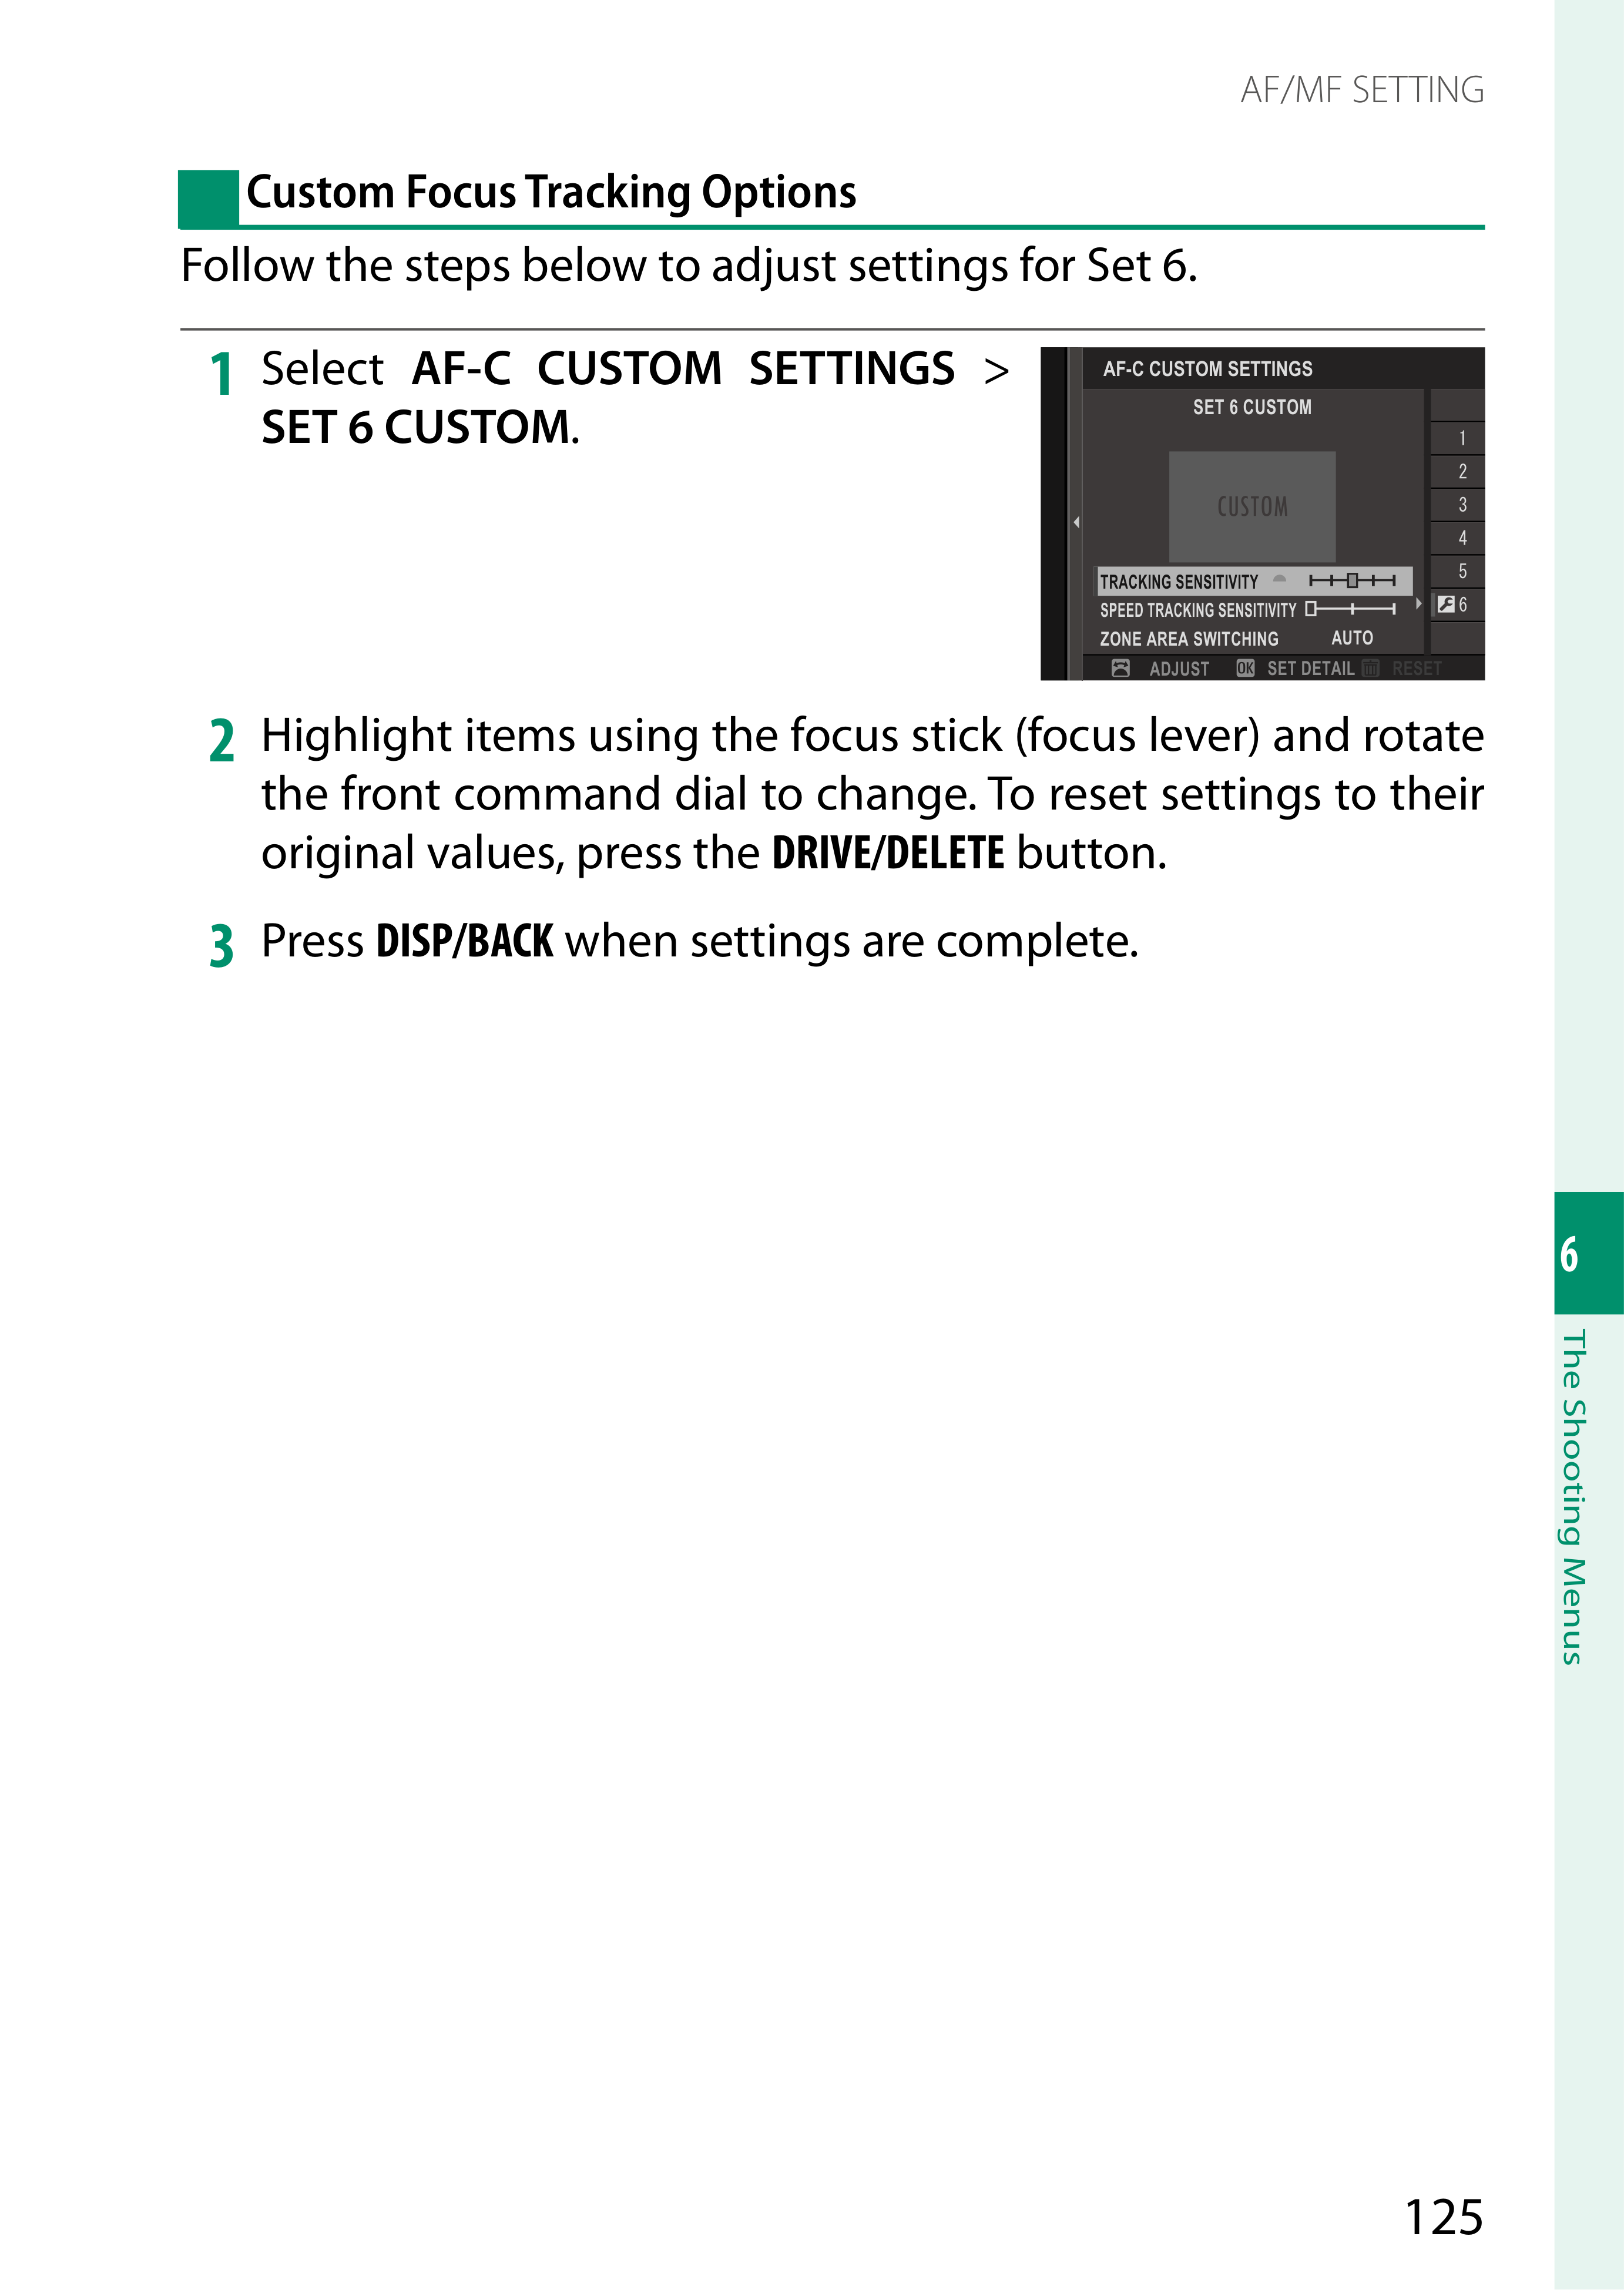 AF/MF SETTING
Custom Focus Tracking Options
Follow the steps below to adjust settings for Set 6.
1 Select AF-C CUSTOM SETTINGS >
SET 6 CUSTOM.
AF-C CUSTOM SETTINGS
SET 6 CUSTOM
CUSTOM
TRACKING SENSITIVITY
SPEED TRACKING SENSITIVITY
ZONE AREA SWITCHING AUTO
ADJUST OK SET DETAIL RESET
1
2
3
4
5
6
2 Highlight items using the focus stick (focus lever) and rotate
the front command dial to change. To reset settings to their
original values, press the DRIVE/DELETE button.
3 Press DISP/BACK when settings are complete.
6
The Shooting Menus
125